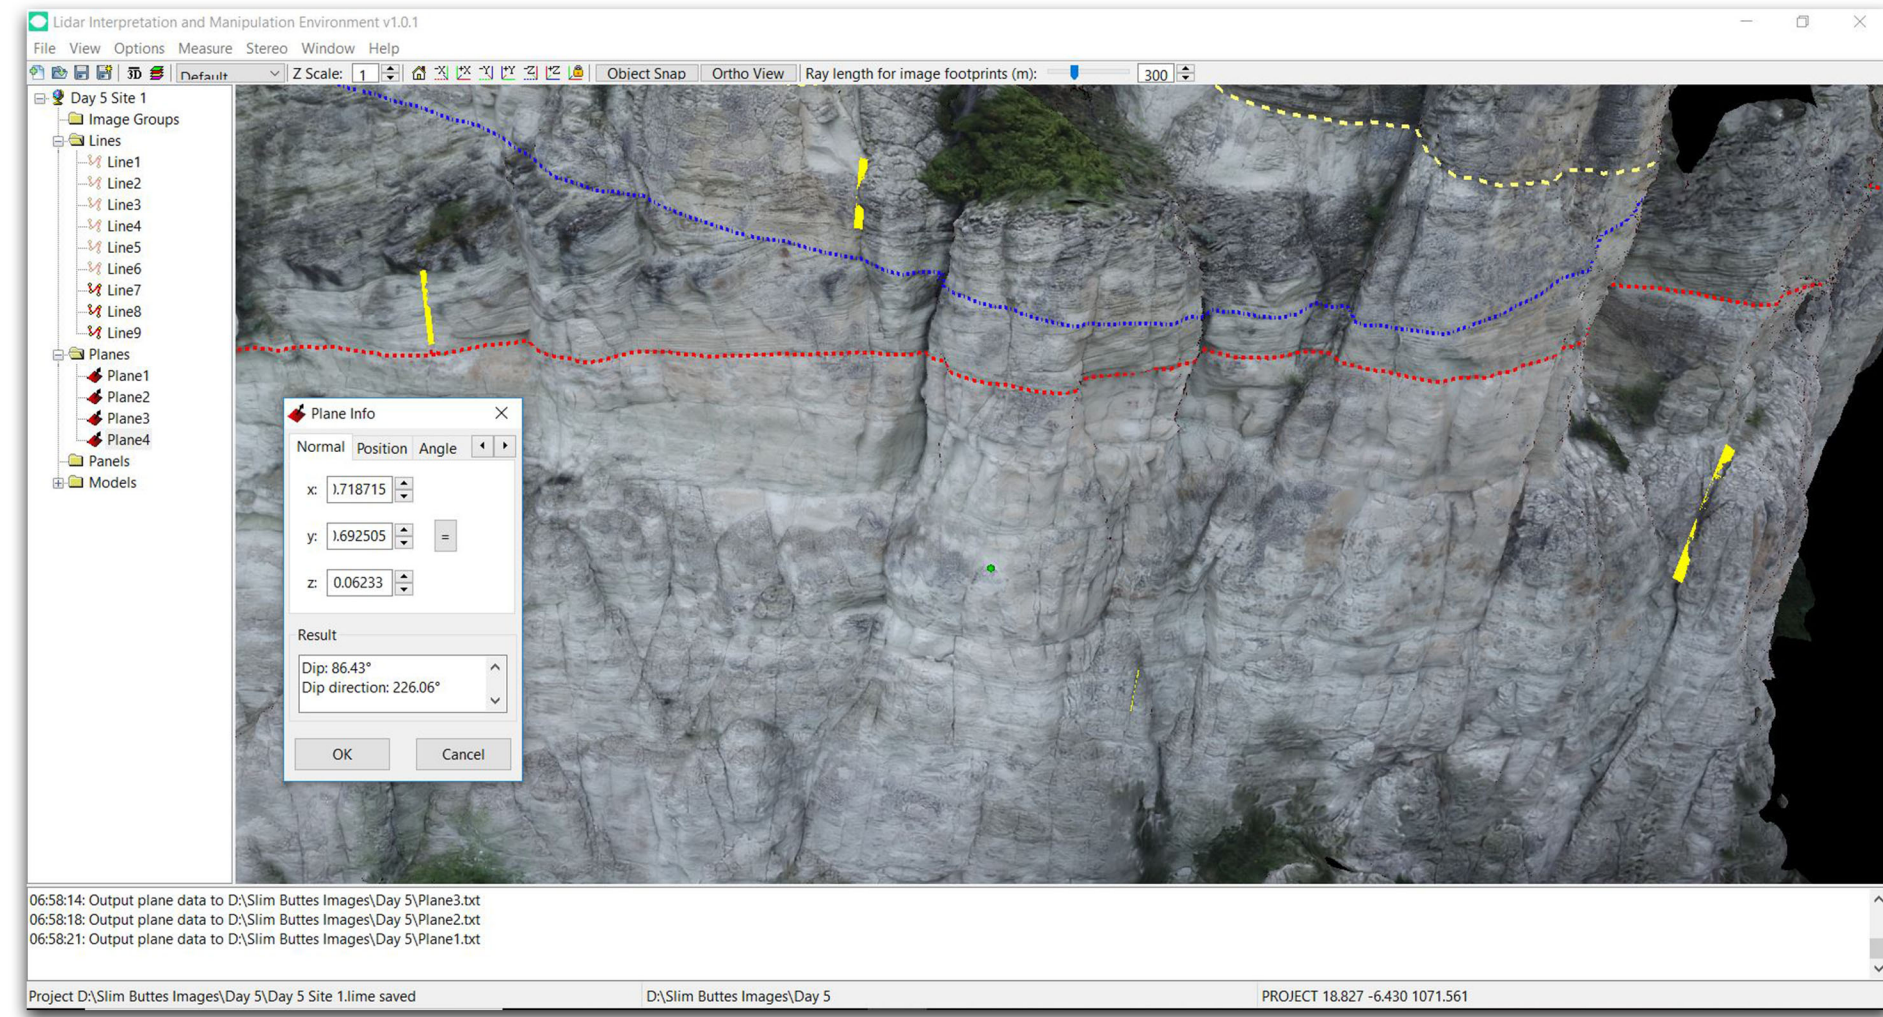 Lidar Interpretation and Manipulation Environment v1.0.1
File View Options Measure Stereo Window Help
3D Default Z Scale: 1 -X +X -Y +Y -Z +Z Object Snap Ortho View Ray length for image footprints (m): 300
Day 5 Site 1
Image Groups
Lines
Line1
Line2
Line3
Line4
Line5
Line6
Line7
Line8
Line9
Planes
Plane1
Plane2
Plane3
Plane4
Panels
Models
Plane Info
Normal Position Angle
x: .718715
y: .692505 =
z: 0.06233
Result
Dip: 86.43°
Dip direction: 226.06°
OK Cancel
06:58:14: Output plane data to D:\Slim Buttes Images\Day 5\Plane3.txt
06:58:18: Output plane data to D:\Slim Buttes Images\Day 5\Plane2.txt
06:58:21: Output plane data to D:\Slim Buttes Images\Day 5\Plane1.txt
Project D:\Slim Buttes Images\Day 5\Day 5 Site 1.lime saved D:\Slim Buttes Images\Day 5 PROJECT 18.827 -6.430 1071.561